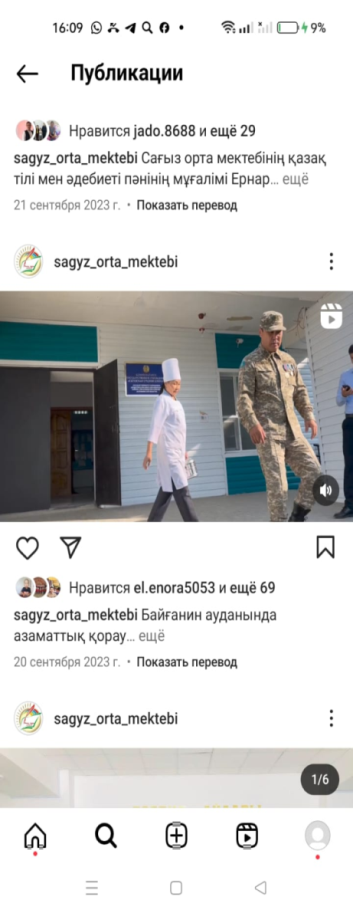 16:09
9%
Публикации
Нравится jado.8688 и ещё 29
sagyz_orta_mektebi Сағыз орта мектебінің қазақ
тілі мен әдебиеті пәнінің мұғалімі Ернар... ещё
21 сентября 2023 г. • Показать перевод
sagyz_orta_mektebi
Нравится el.enora5053 и ещё 69
sagyz_orta_mektebi Байғанин ауданында
азаматтық қорау... ещё
20 сентября 2023 г. • Показать перевод
sagyz_orta_mektebi
1/6